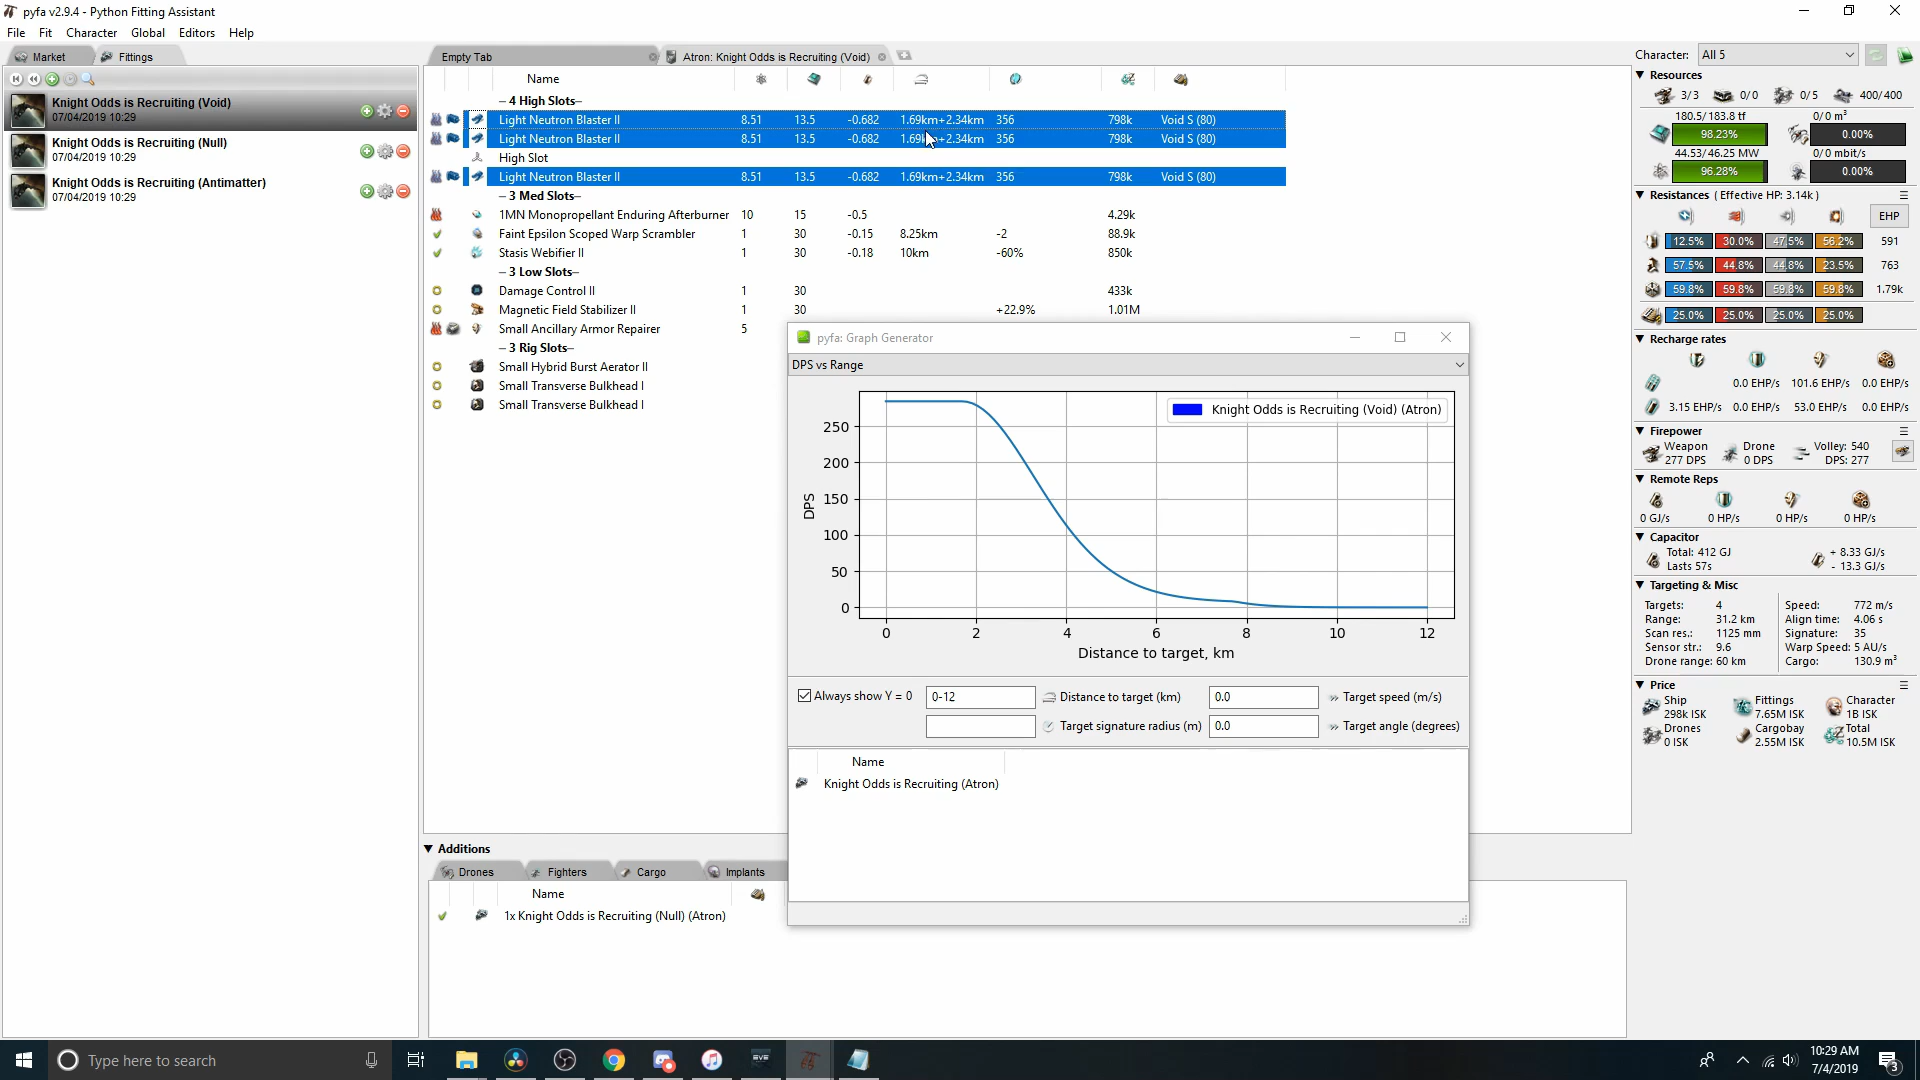 pyfa v2.9.4 - Python Fitting Assistant
File Fit Character Global Editors Help
Market Fittings
Knight Odds is Recruiting (Void)
07/04/2019 10:29
Knight Odds is Recruiting (Null)
07/04/2019 10:29
Knight Odds is Recruiting (Antimatter)
07/04/2019 10:29
Empty Tab Atron: Knight Odds is Recruiting (Void)
Name
– 4 High Slots–
Light Neutron Blaster II 8.51 13.5 -0.682 1.69km+2.34km 356 798k Void S (80)
Light Neutron Blaster II 8.51 13.5 -0.682 1.69km+2.34km 356 798k Void S (80)
High Slot
Light Neutron Blaster II 8.51 13.5 -0.682 1.69km+2.34km 356 798k Void S (80)
– 3 Med Slots–
1MN Monopropellant Enduring Afterburner 10 15 -0.5 4.29k
Faint Epsilon Scoped Warp Scrambler 1 30 -0.15 8.25km -2 88.9k
Stasis Webifier II 1 30 -0.18 10km -60% 850k
– 3 Low Slots–
Damage Control II 1 30 433k
Magnetic Field Stabilizer II 1 30 +22.9% 1.01M
Small Ancillary Armor Repairer 5
– 3 Rig Slots–
Small Hybrid Burst Aerator II
Small Transverse Bulkhead I
Small Transverse Bulkhead I
pyfa: Graph Generator
DPS vs Range
Knight Odds is Recruiting (Void) (Atron)
DPS
250
200
150
100
50
0
0 2 4 6 8 10 12
Distance to target, km
Always show Y = 0 0-12 Distance to target (km) 0.0 Target speed (m/s)
Target signature radius (m) 0.0 Target angle (degrees)
Name
Knight Odds is Recruiting (Atron)
Additions
Drones Fighters Cargo Implants
Name
1x Knight Odds is Recruiting (Null) (Atron)
Character: All 5
Resources
3/3 0/0 0/5 400/400
180.5/ 183.8 tf 0/0 m³
98.23% 0.00%
44.53/46.25 MW 0/0 mbit/s
96.28% 0.00%
Resistances ( Effective HP: 3.14k )
EHP
12.5% 30.0% 47.5% 56.2% 591
57.5% 44.8% 44.8% 23.5% 763
59.8% 59.8% 59.8% 59.8% 1.79k
25.0% 25.0% 25.0% 25.0%
Recharge rates
0.0 EHP/s 101.6 EHP/s 0.0 EHP/s
3.15 EHP/s 0.0 EHP/s 53.0 EHP/s 0.0 EHP/s
Firepower
Weapon Drone Volley: 540
277 DPS 0 DPS DPS: 277
Remote Reps
0 GJ/s 0 HP/s 0 HP/s 0 HP/s
Capacitor
Total: 412 GJ + 8.33 GJ/s
Lasts 57s - 13.3 GJ/s
Targeting & Misc
Targets: 4 Speed: 772 m/s
Range: 31.2 km Align time: 4.06 s
Scan res.: 1125 mm Signature: 35
Sensor str.: 9.6 Warp Speed: 5 AU/s
Drone range: 60 km Cargo: 130.9 m³
Price
Ship Fittings Character
298k ISK 7.65M ISK 1B ISK
Drones Cargobay Total
0 ISK 2.55M ISK 10.5M ISK
Type here to search
EVE
10:29 AM
7/4/2019
3